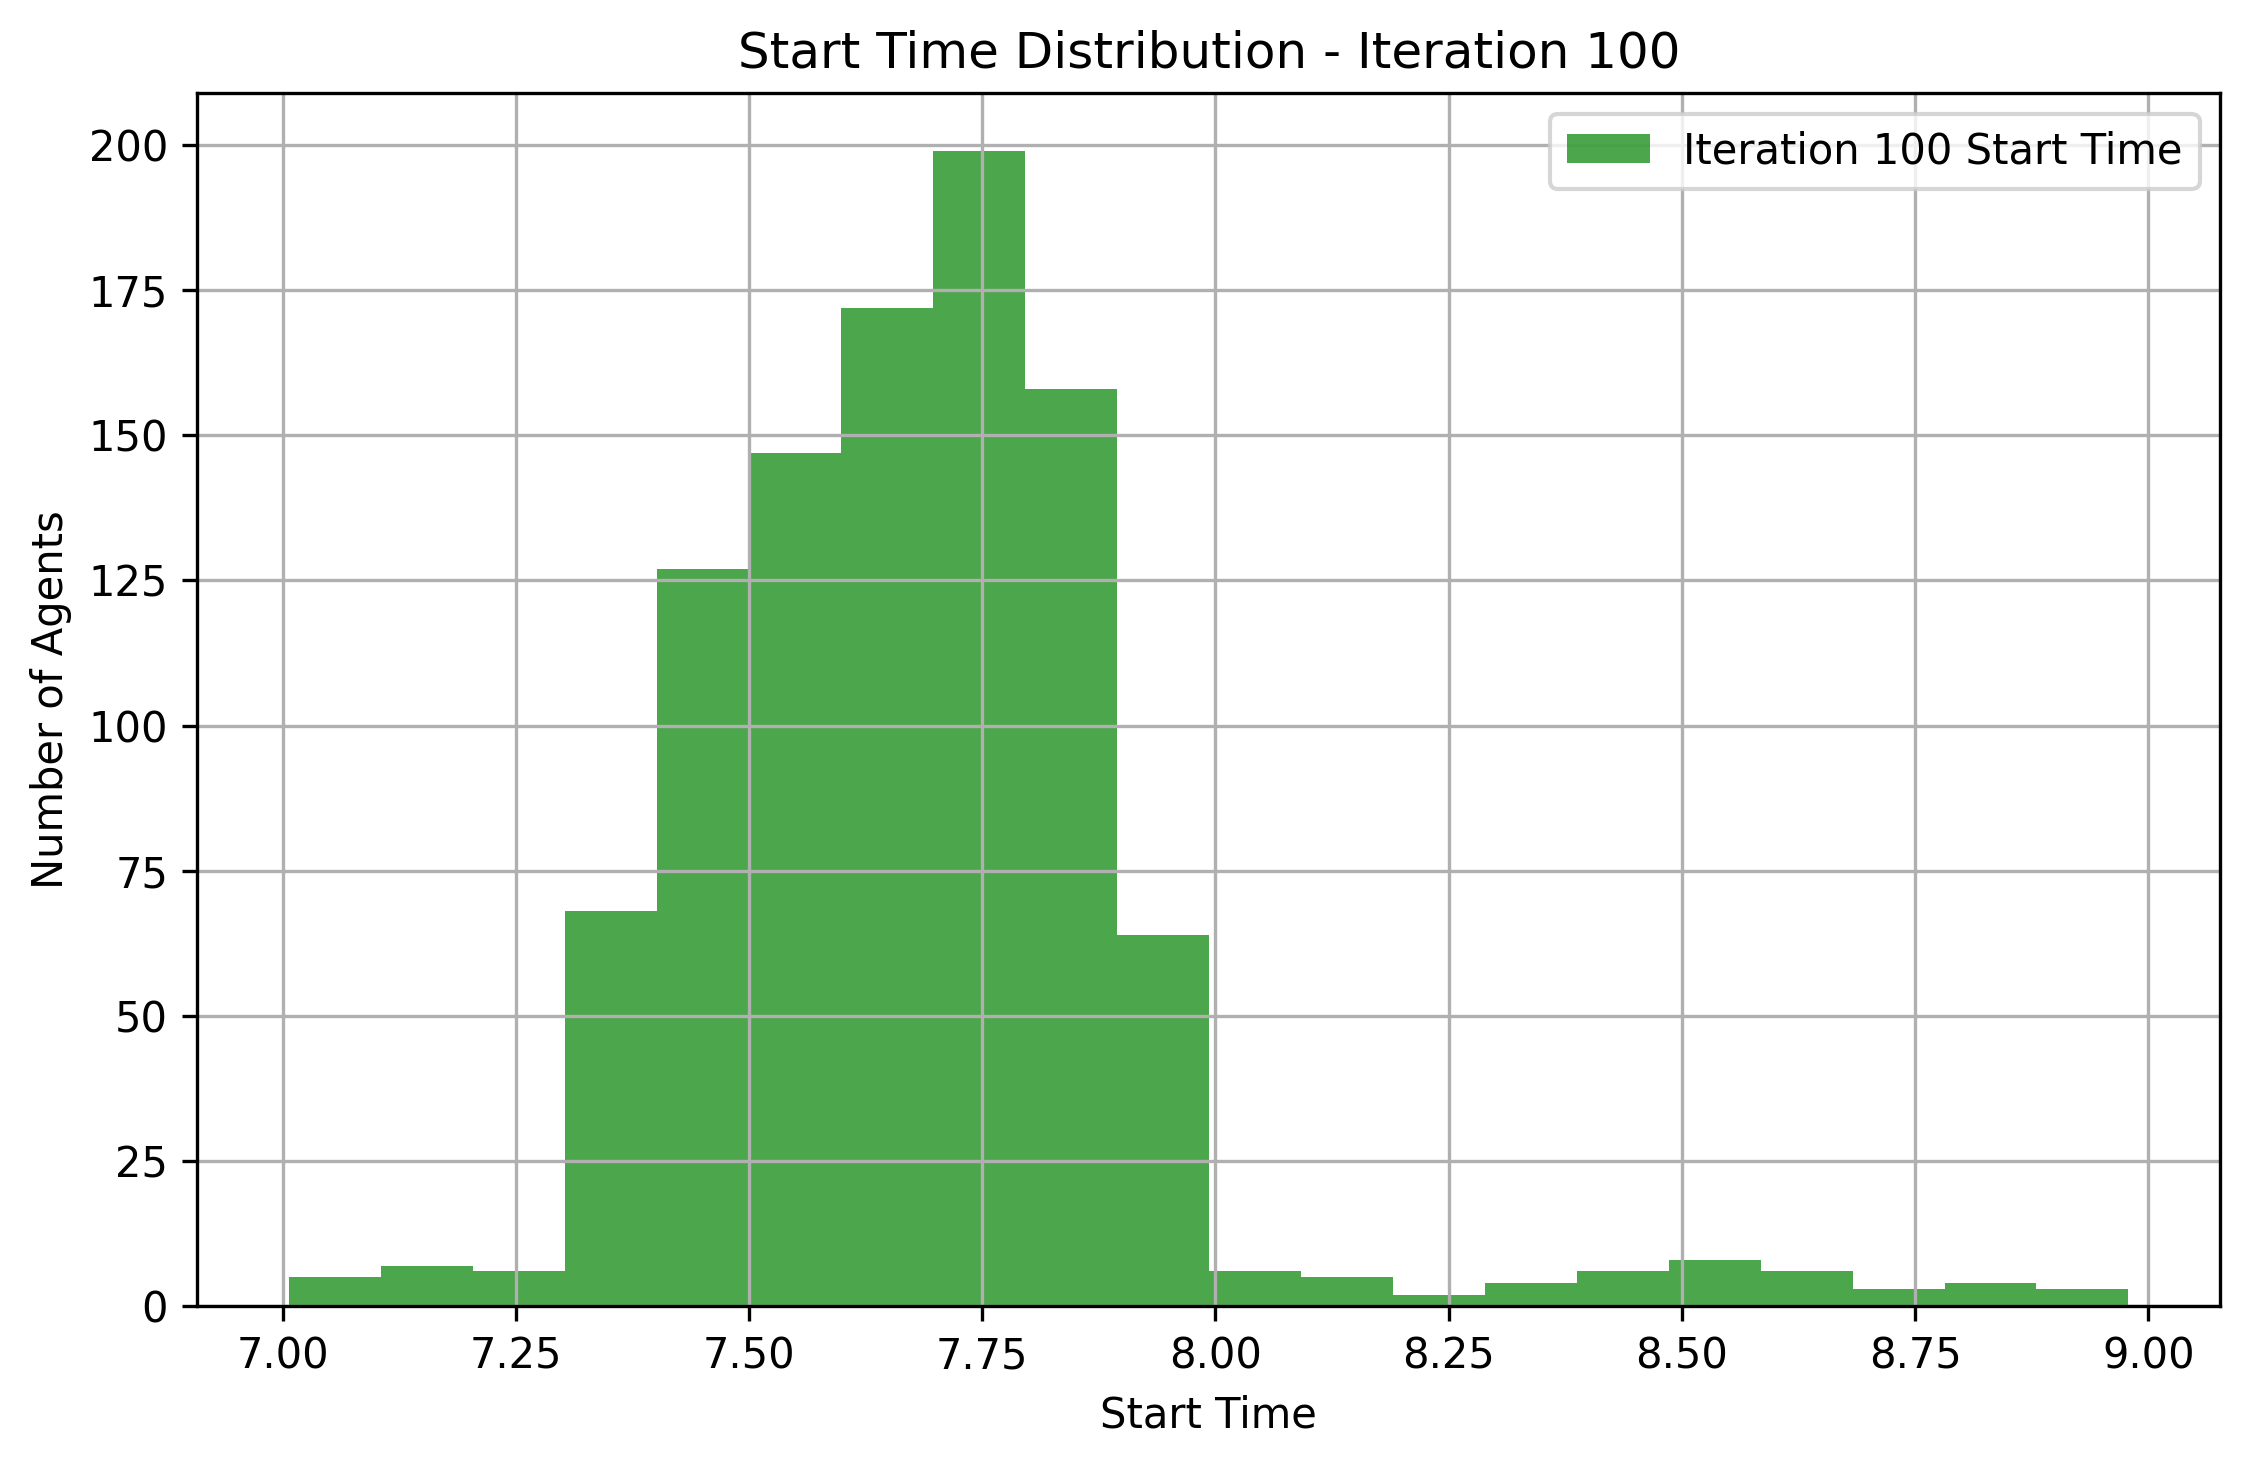 Start Time Distribution - Iteration 100
Iteration 100 Start Time
200
175
150
125
100
75
50
25
0
Number of Agents
7.00 7.25 7.50 7.75 8.00 8.25 8.50 8.75 9.00
Start Time